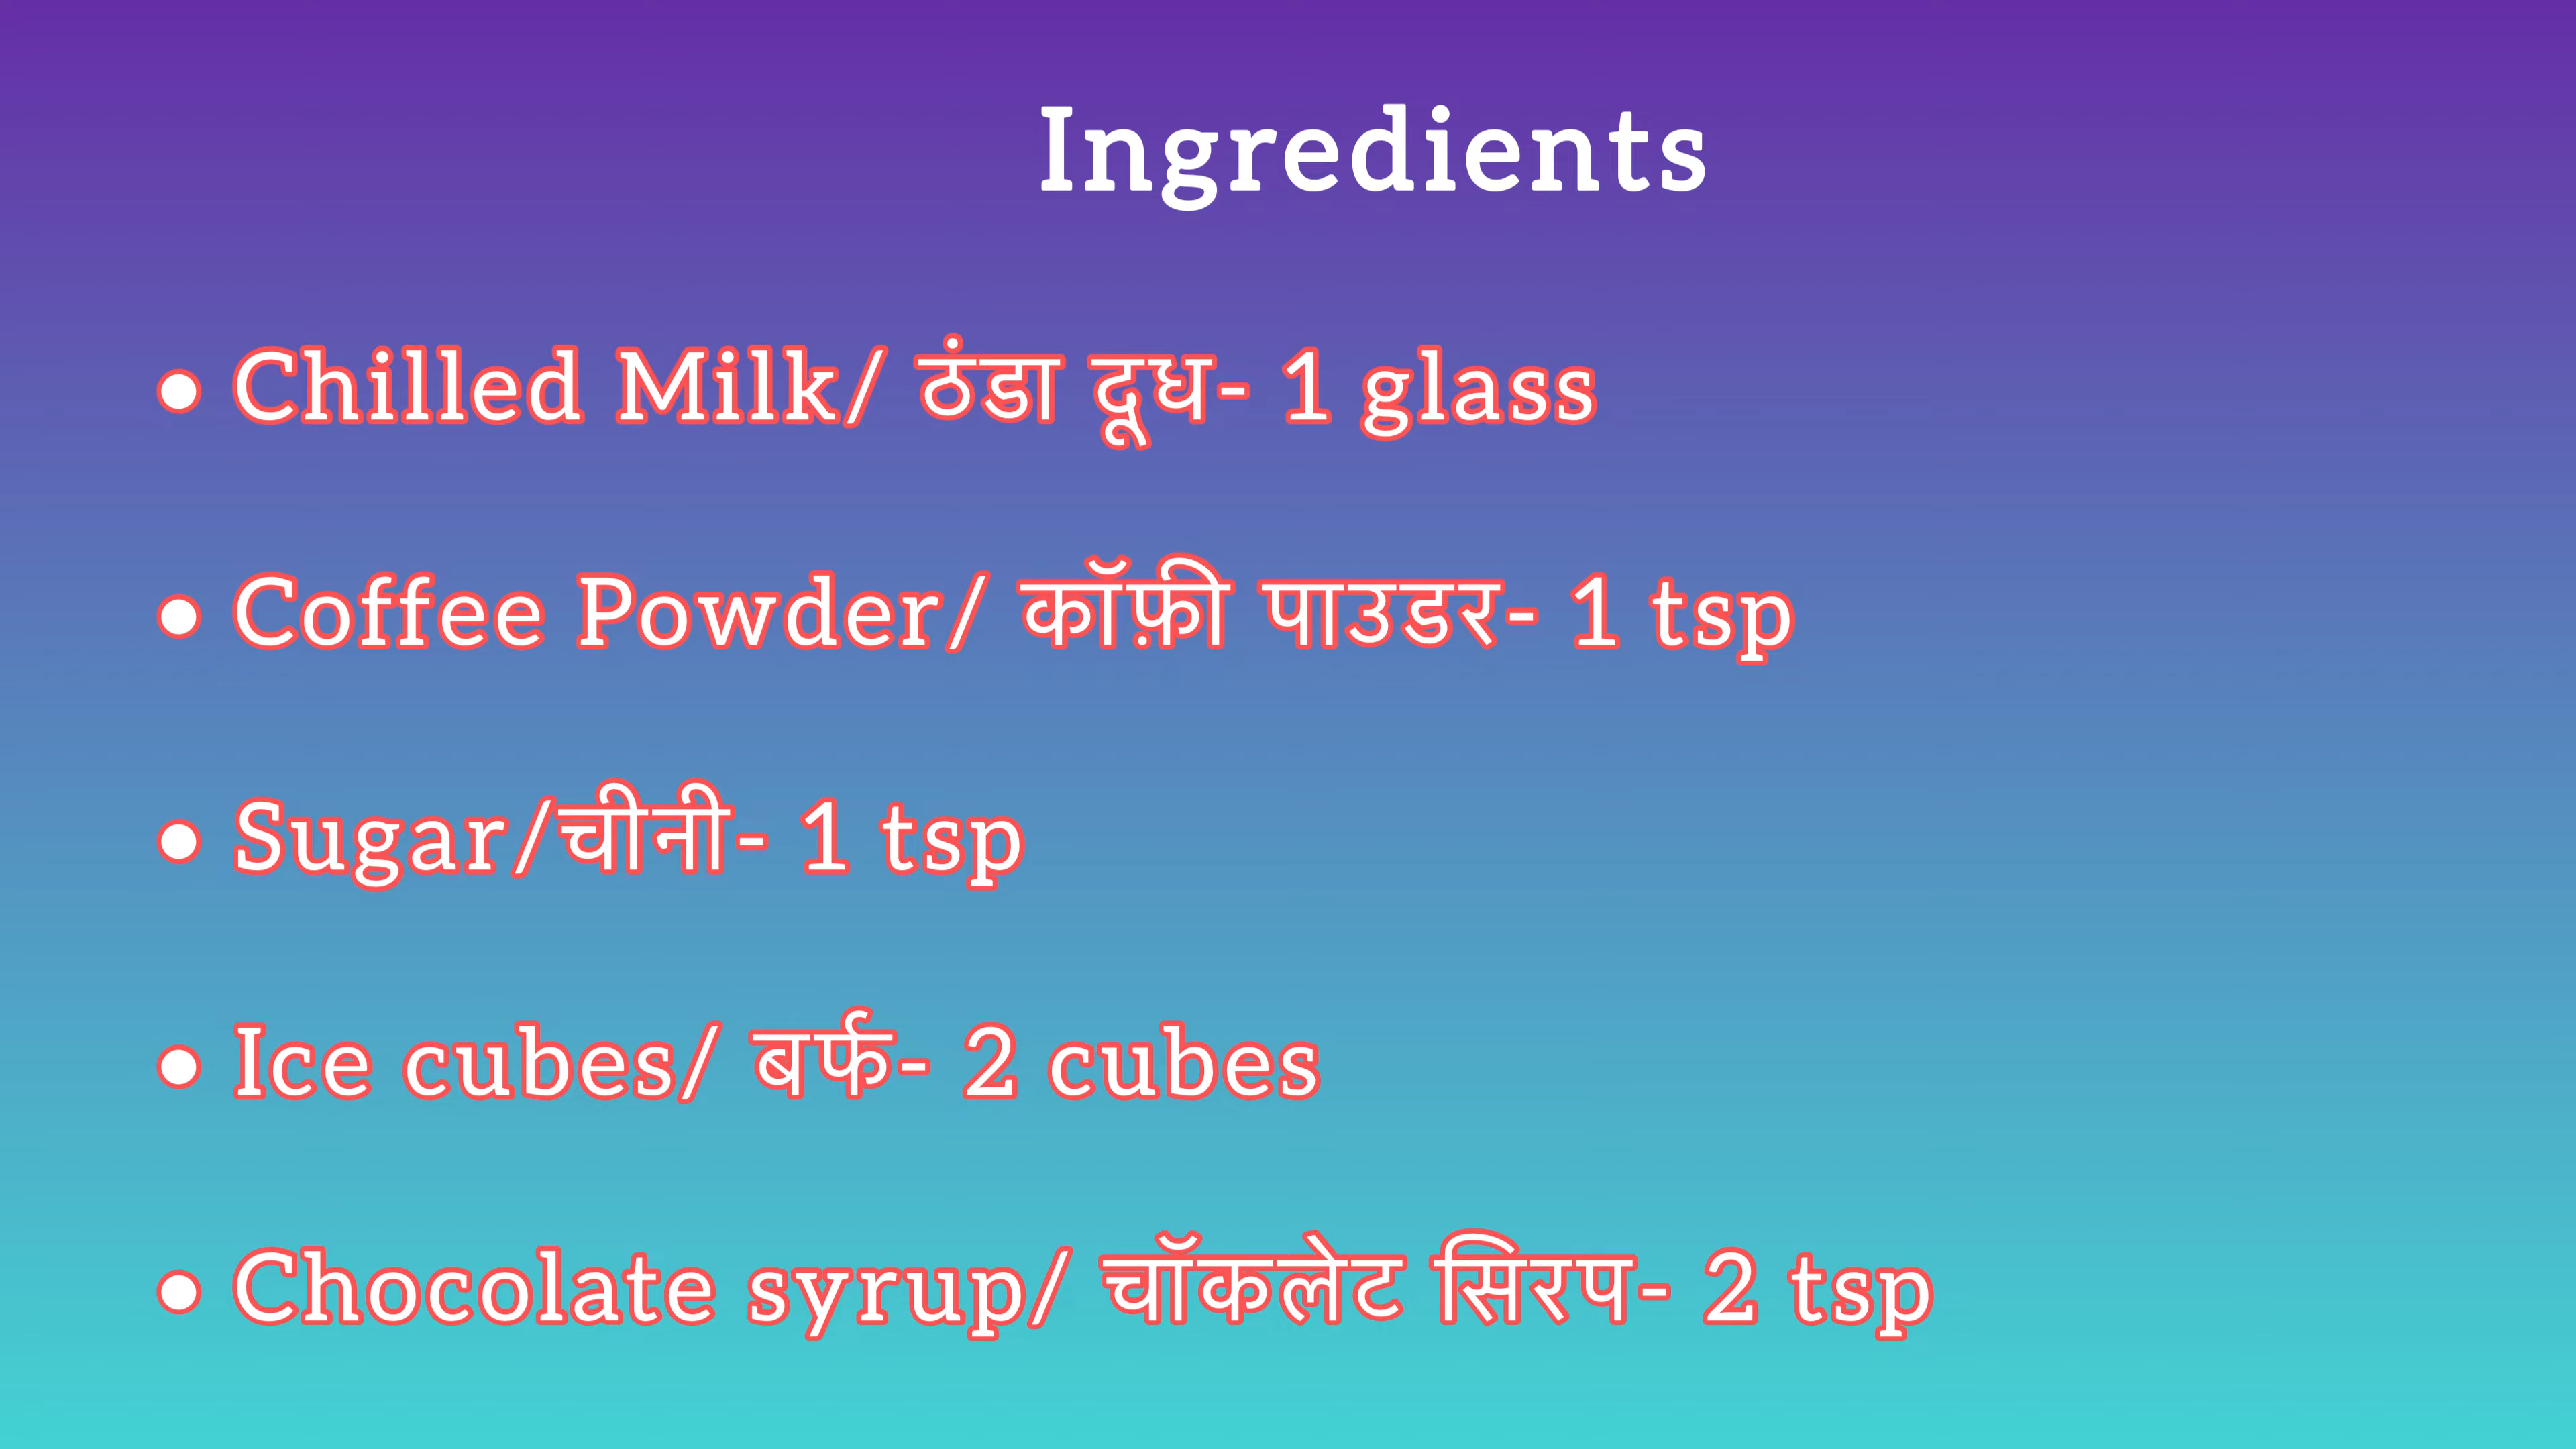 Ingredients
• Chilled Milk/ ठंडा दूध- 1 glass
• Coffee Powder/ कॉफ़ी पाउडर- 1 tsp
• Sugar/चीनी- 1 tsp
• Ice cubes/ बर्फ- 2 cubes
• Chocolate syrup/ चॉकलेट सिरप- 2 tsp